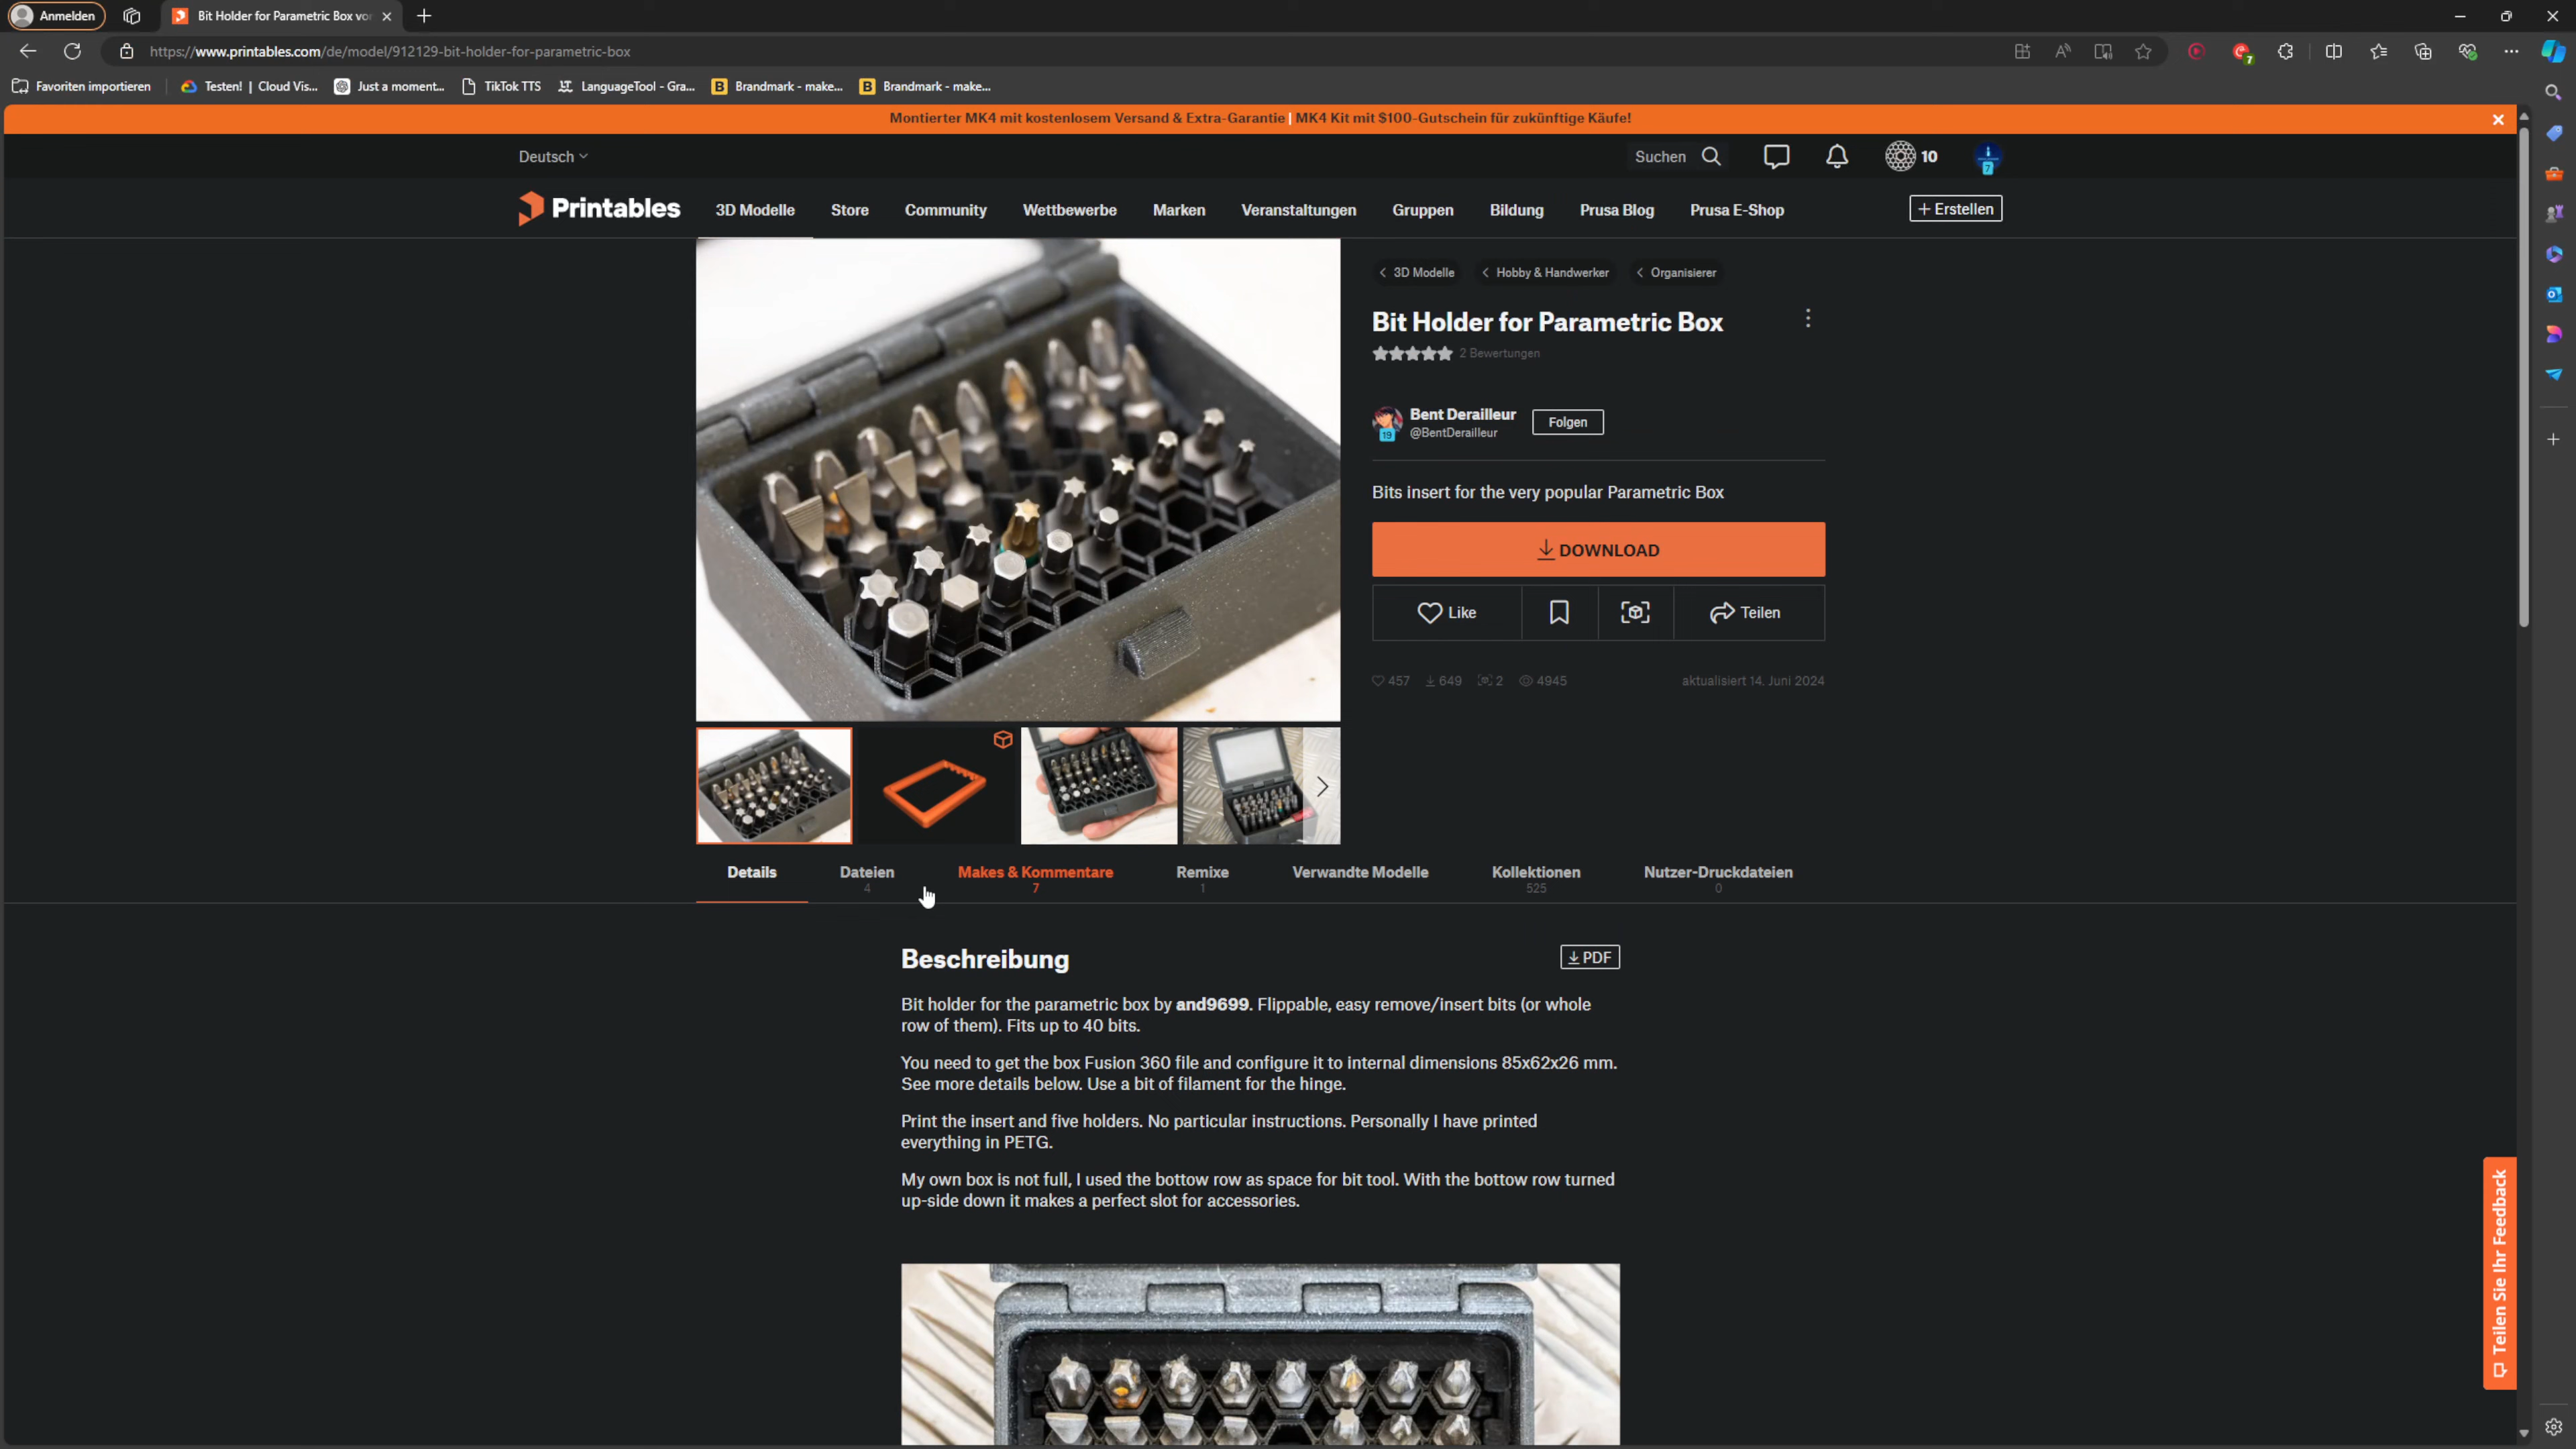 Anmelden
Bit Holder for Parametric Box vo
https://www.printables.com/de/model/912129-bit-holder-for-parametric-box
7
Favoriten importieren
Testen! | Cloud Vis...
Just a moment...
TikTok TTS
LanguageTool - Gra...
Brandmark - make...
Brandmark - make...
Montierter MK4 mit kostenlosem Versand & Extra-Garantie | MK4 Kit mit $100-Gutschein für zukünftige Käufe!
Deutsch
Suchen
10
7
Printables
3D Modelle
Store
Community
Wettbewerbe
Marken
Veranstaltungen
Gruppen
Bildung
Prusa Blog
Prusa E-Shop
+ Erstellen
3D Modelle
Hobby & Handwerker
Organisierer
Bit Holder for Parametric Box
2 Bewertungen
Bent Derailleur
@BentDerailleur
19
Folgen
Bits insert for the very popular Parametric Box
DOWNLOAD
Like
Teilen
457
649
2
4945
aktualisiert 14. Juni 2024
Details
Dateien
4
Makes & Kommentare
7
Remixe
1
Verwandte Modelle
Kollektionen
525
Nutzer-Druckdateien
0
Beschreibung
PDF
Bit holder for the parametric box by and9699. Flippable, easy remove/insert bits (or whole
row of them). Fits up to 40 bits.
You need to get the box Fusion 360 file and configure it to internal dimensions 85x62x26 mm.
See more details below. Use a bit of filament for the hinge.
Print the insert and five holders. No particular instructions. Personally I have printed
everything in PETG.
My own box is not full, I used the bottow row as space for bit tool. With the bottow row turned
up-side down it makes a perfect slot for accessories.
Teilen Sie Ihr Feedback